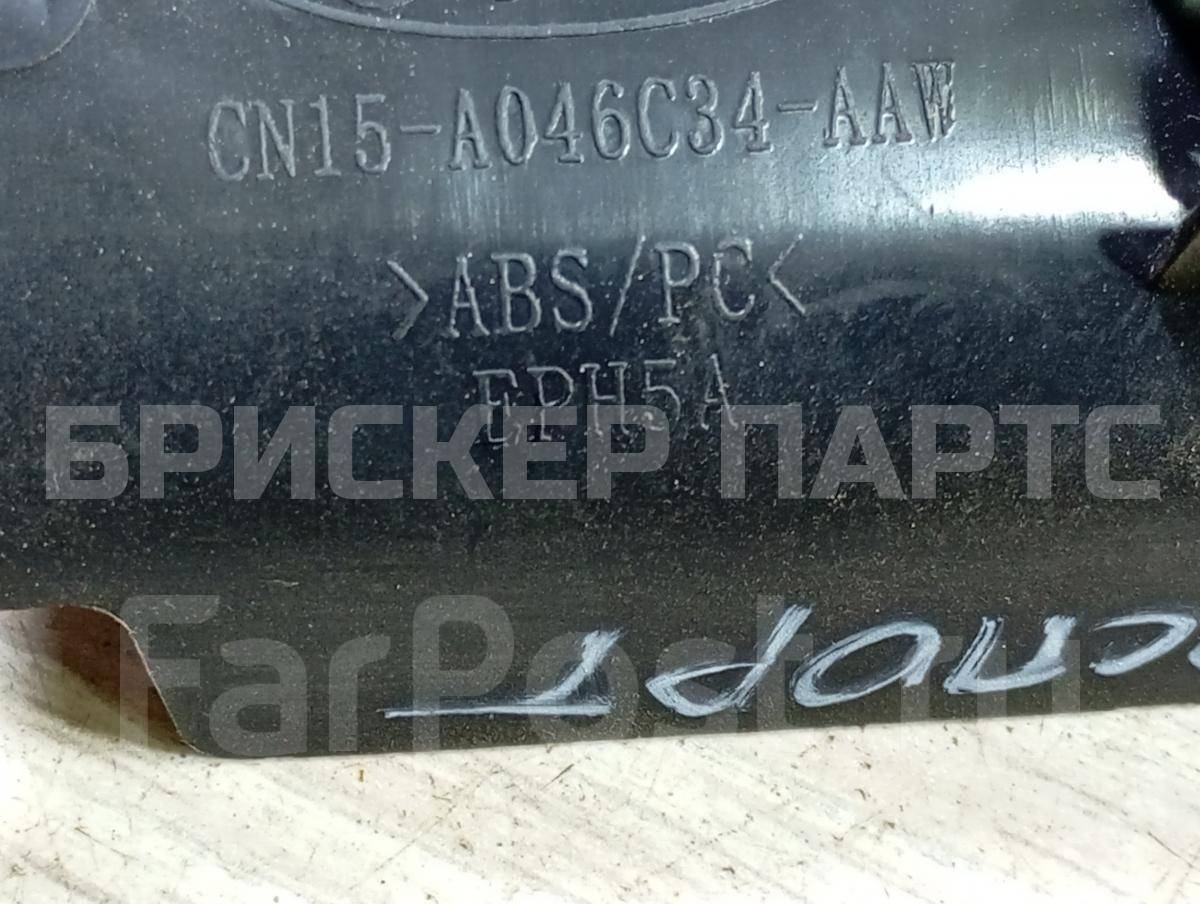 CN15-A046C34-AAW
>ABS/PC<
EPH5A
БРИСКЕР ПАРТС
FarPost.ru